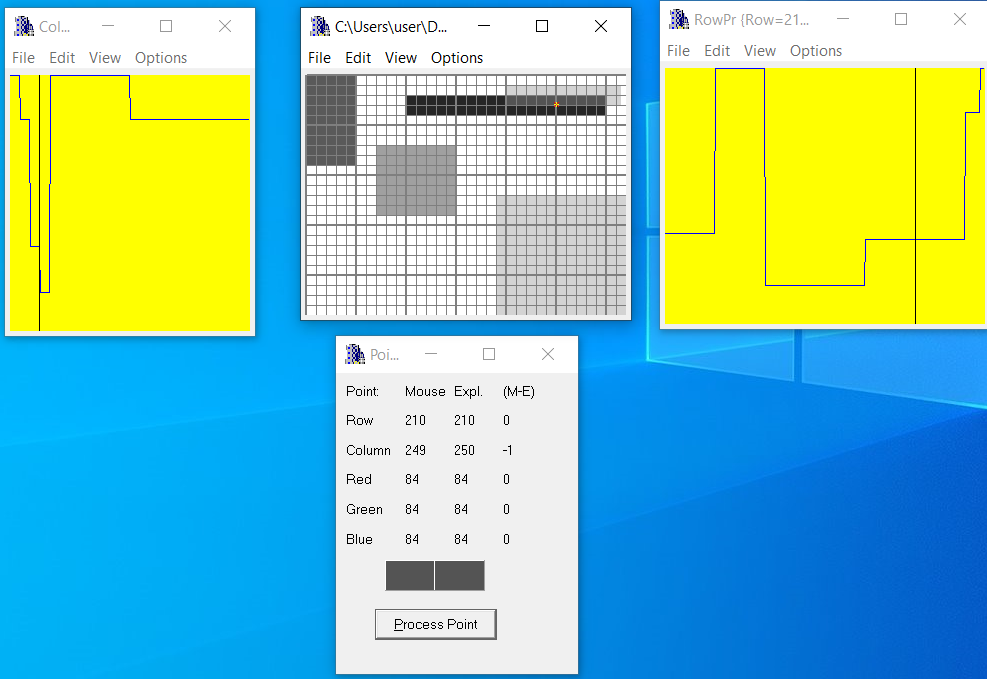 Col...
File Edit View Options
C:\Users\user\D...
File Edit View Options
RowPr {Row=21...
File Edit View Options
Poi...
Point: Mouse Expl. (M-E)
Row 210 210 0
Column 249 250 -1
Red 84 84 0
Green 84 84 0
Blue 84 84 0
Process Point